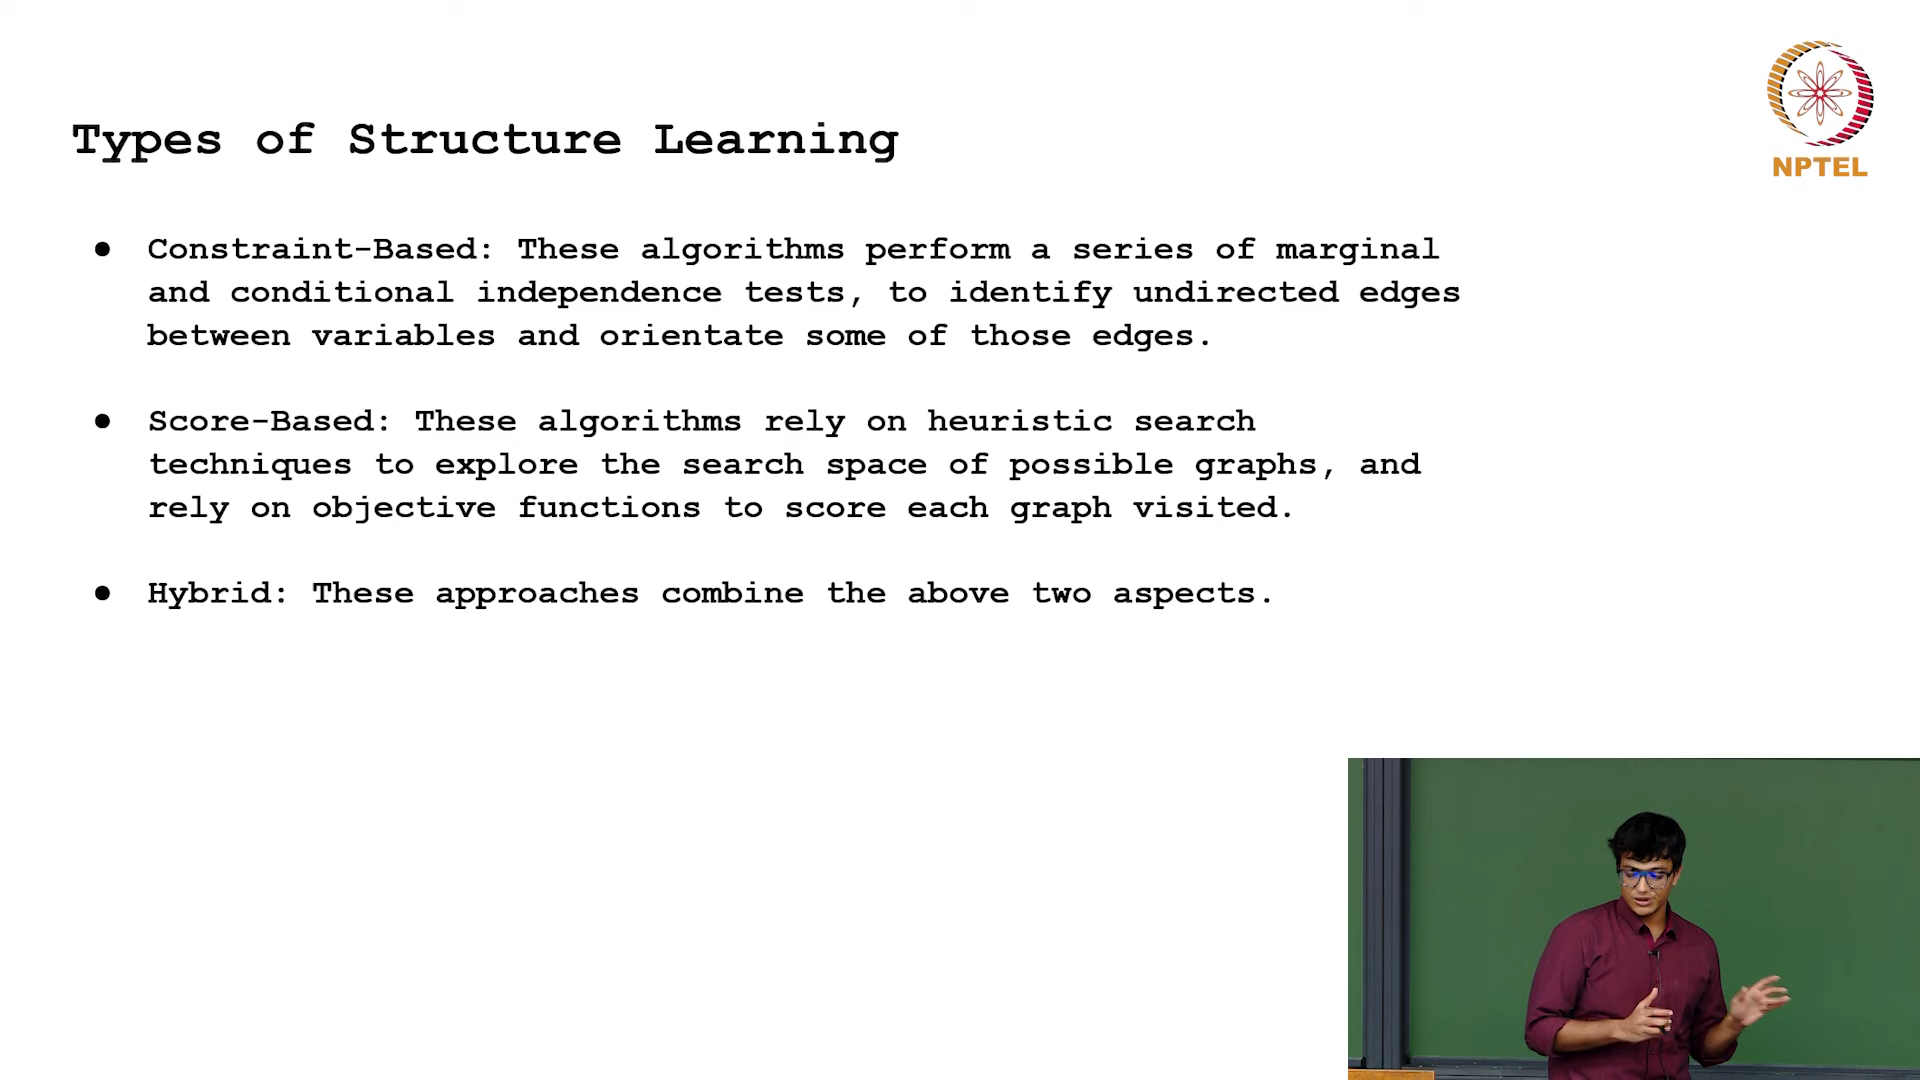 Types of Structure Learning
NPTEL
● Constraint-Based: These algorithms perform a series of marginal
and conditional independence tests, to identify undirected edges
between variables and orientate some of those edges.
● Score-Based: These algorithms rely on heuristic search
techniques to explore the search space of possible graphs, and
rely on objective functions to score each graph visited.
● Hybrid: These approaches combine the above two aspects.